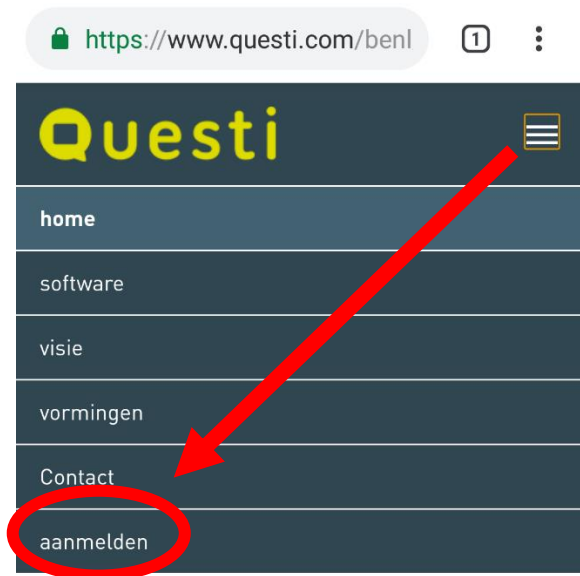 https://www.questi.com/benl 1
Questi
home
software
visie
vormingen
Contact
aanmelden